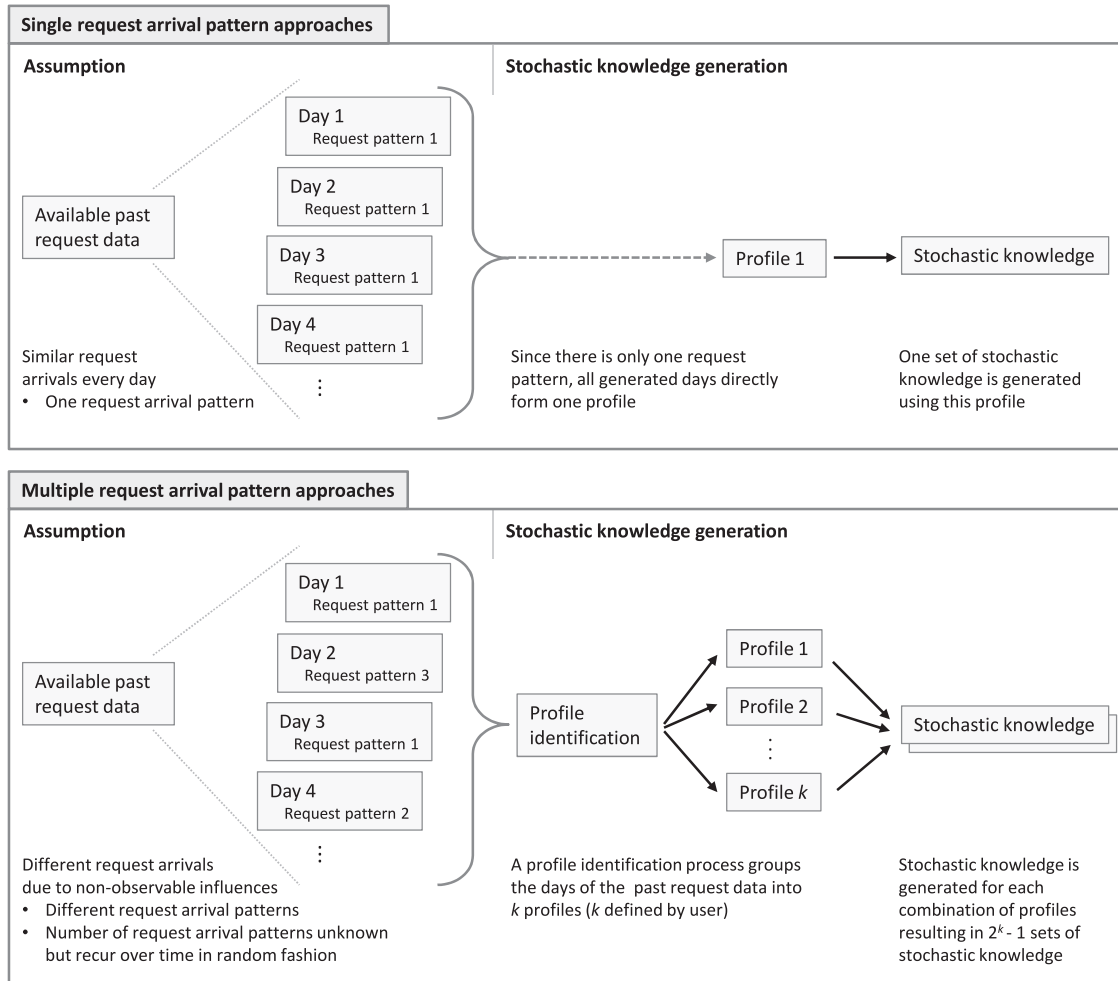 Single request arrival pattern approaches
Assumption
Stochastic knowledge generation
Day 1
Request pattern 1
Day 2
Request pattern 1
Available past
request data
Day 3
Request pattern 1
Profile 1
Stochastic knowledge
Day 4
Request pattern 1
⋮
Similar request
arrivals every day
• One request arrival pattern
Since there is only one request
pattern, all generated days directly
form one profile
One set of stochastic
knowledge is generated
using this profile
Multiple request arrival pattern approaches
Assumption
Stochastic knowledge generation
Day 1
Request pattern 1
Day 2
Request pattern 3
Available past
request data
Day 3
Request pattern 1
Day 4
Request pattern 2
⋮
Profile
identification
Profile 1
Profile 2
⋮
Profile k
Stochastic knowledge
Different request arrivals
due to non-observable influences
• Different request arrival patterns
• Number of request arrival patterns unknown
but recur over time in random fashion
A profile identification process groups
the days of the past request data into
k profiles (k defined by user)
Stochastic knowledge is
generated for each
combination of profiles
resulting in 2ᵏ - 1 sets of
stochastic knowledge